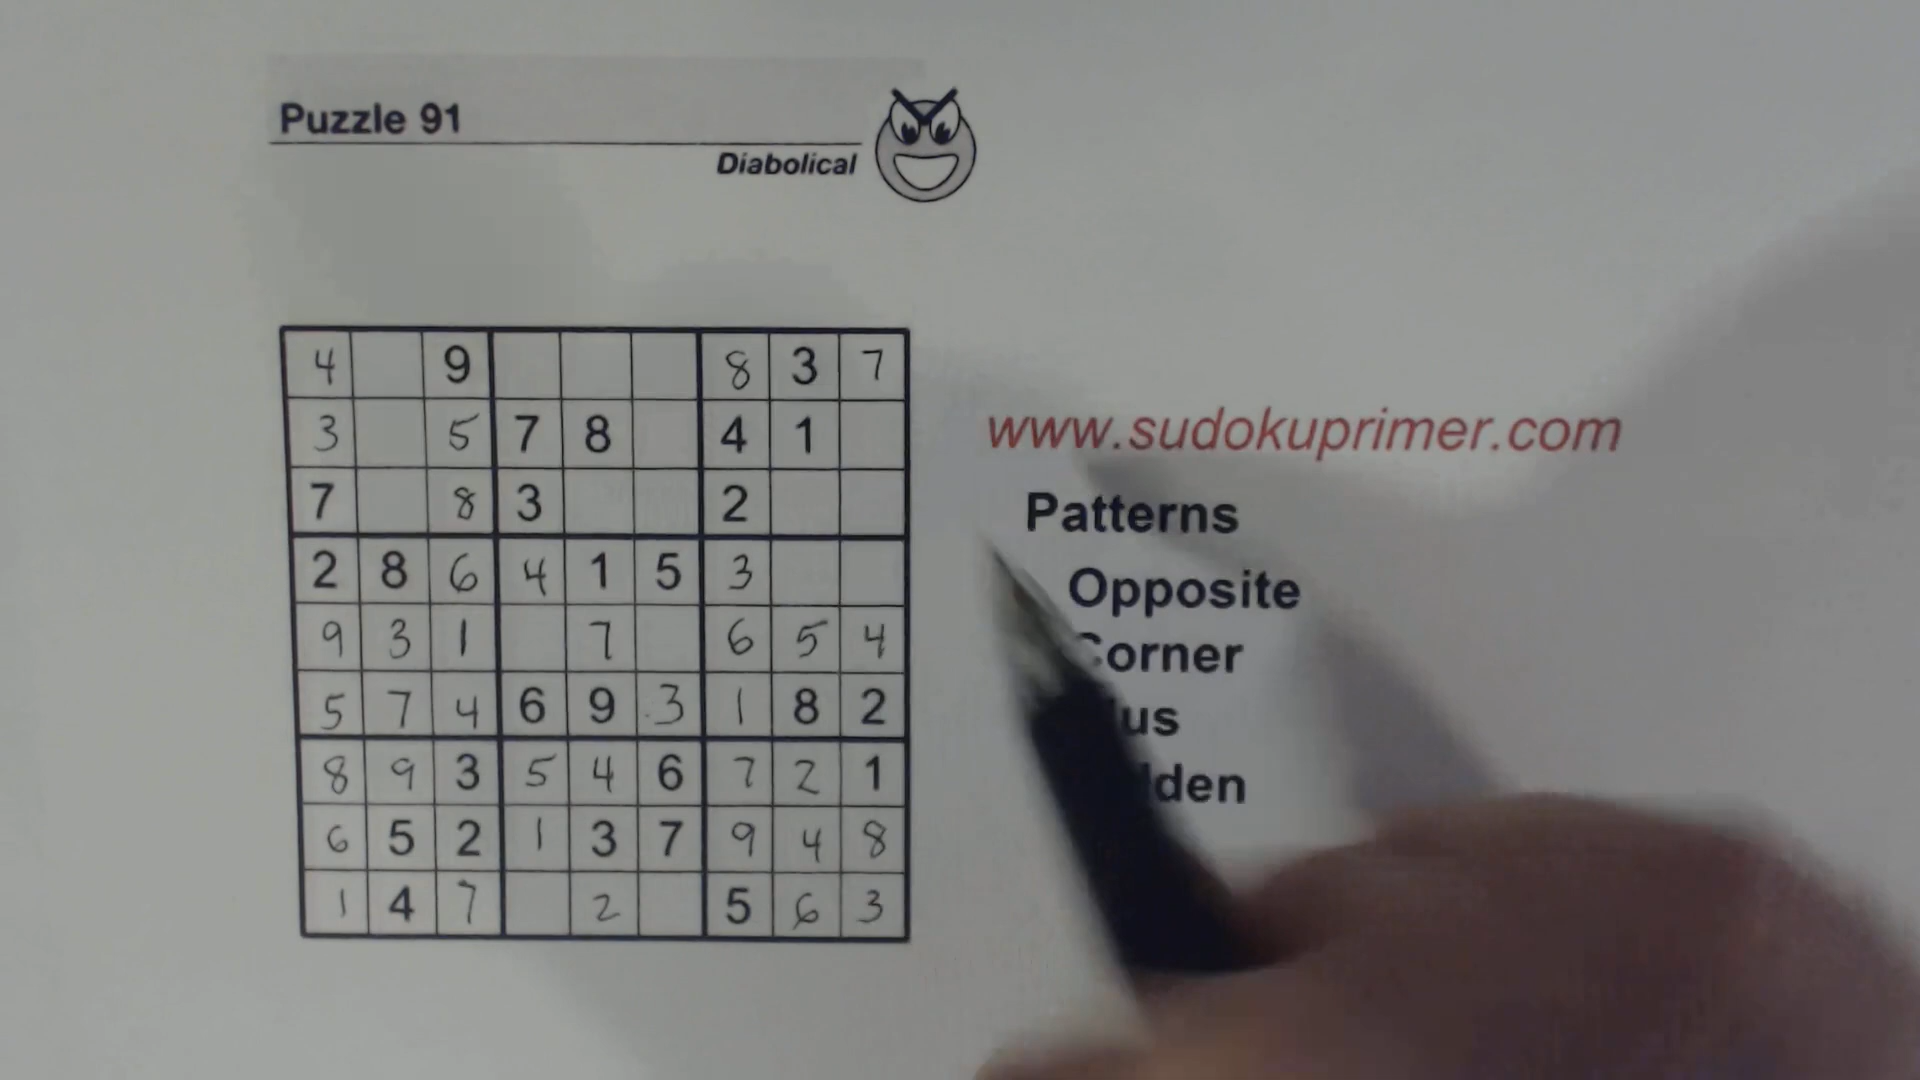 Puzzle 91
Diabolical
4 9 8 3 7
3 5 7 8 4 1
7 8 3 2
2 8 6 4 1 5 3
9 3 1 7 6 5 4
5 7 4 6 9 3 1 8 2
8 9 3 5 4 6 7 2 1
6 5 2 1 3 7 9 4 8
1 4 7 2 5 6 3
www.sudokuprimer.com
Patterns
Opposite